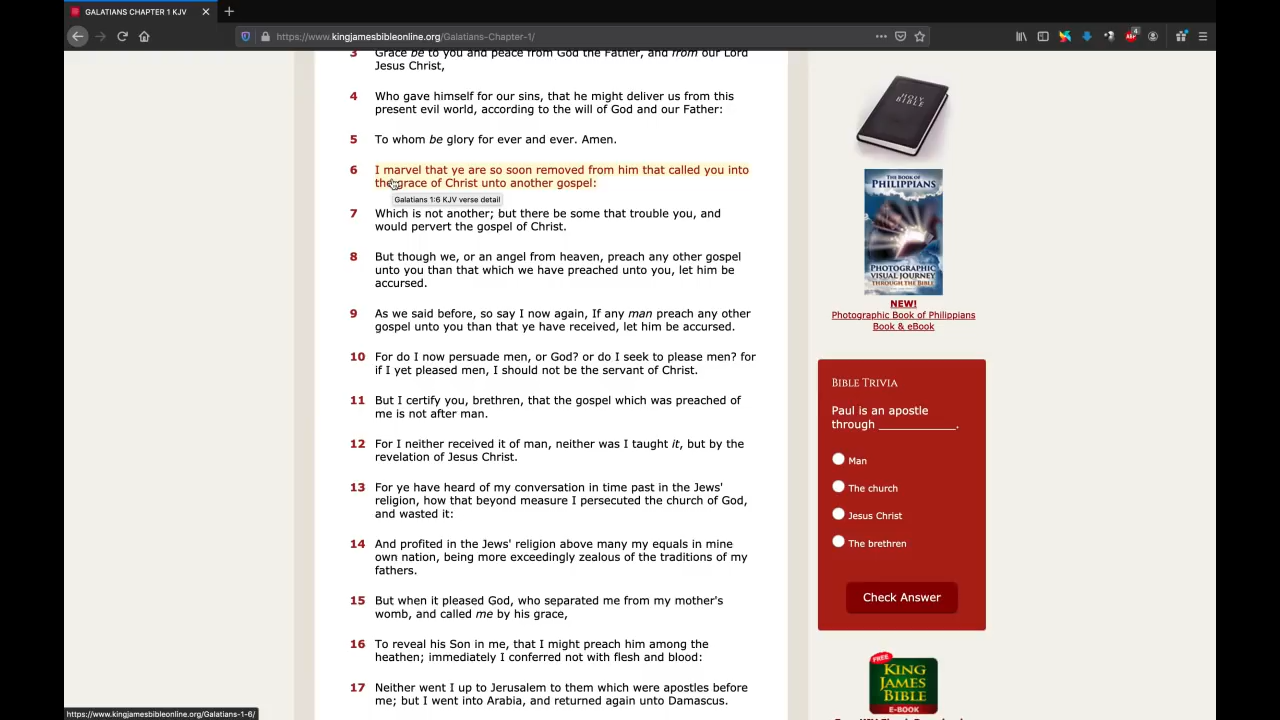 GALATIANS CHAPTER 1 KJV
https://www.kingjamesbibleonline.org/Galatians-Chapter-1/
3 Grace be to you and peace from God the Father, and from our Lord
Jesus Christ,
4 Who gave himself for our sins, that he might deliver us from this
present evil world, according to the will of God and our Father:
5 To whom be glory for ever and ever. Amen.
6 I marvel that ye are so soon removed from him that called you into
the grace of Christ unto another gospel:
Galatians 1:6 KJV verse detail
7 Which is not another; but there be some that trouble you, and
would pervert the gospel of Christ.
8 But though we, or an angel from heaven, preach any other gospel
unto you than that which we have preached unto you, let him be
accursed.
9 As we said before, so say I now again, If any man preach any other
gospel unto you than that ye have received, let him be accursed.
10 For do I now persuade men, or God? or do I seek to please men? for
if I yet pleased men, I should not be the servant of Christ.
11 But I certify you, brethren, that the gospel which was preached of
me is not after man.
12 For I neither received it of man, neither was I taught it, but by the
revelation of Jesus Christ.
13 For ye have heard of my conversation in time past in the Jews'
religion, how that beyond measure I persecuted the church of God,
and wasted it:
14 And profited in the Jews' religion above many my equals in mine
own nation, being more exceedingly zealous of the traditions of my
fathers.
15 But when it pleased God, who separated me from my mother's
womb, and called me by his grace,
16 To reveal his Son in me, that I might preach him among the
heathen; immediately I conferred not with flesh and blood:
17 Neither went I up to Jerusalem to them which were apostles before
me; but I went into Arabia, and returned again unto Damascus.
HOLY
BIBLE
THE BOOK OF
PHILIPPIANS
PHOTOGRAPHIC
VISUAL JOURNEY
THROUGH THE BIBLE
NEW!
Photographic Book of Philippians
Book & eBook
BIBLE TRIVIA
Paul is an apostle
through ____________.
Man
The church
Jesus Christ
The brethren
Check Answer
FREE
KING
JAMES
BIBLE
E-BOOK
https://www.kingjamesbibleonline.org/Galatians-1-6/